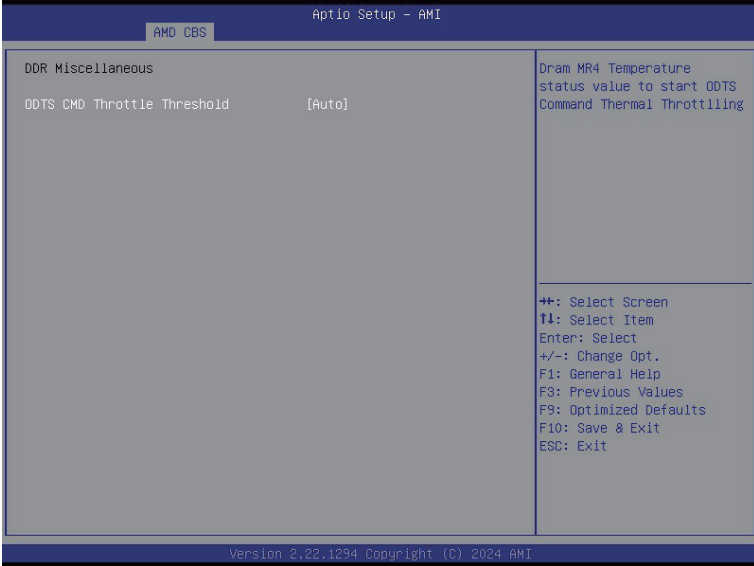 Aptio Setup – AMI
AMD CBS
DDR Miscellaneous
ODTS CMD Throttle Threshold [Auto]
Dram MR4 Temperature
status value to start ODTS
Command Thermal Throttlling
→←: Select Screen
↑↓: Select Item
Enter: Select
+/-: Change Opt.
F1: General Help
F3: Previous Values
F9: Optimized Defaults
F10: Save & Exit
ESC: Exit
Version 2.22.1294 Copyright (C) 2024 AMI